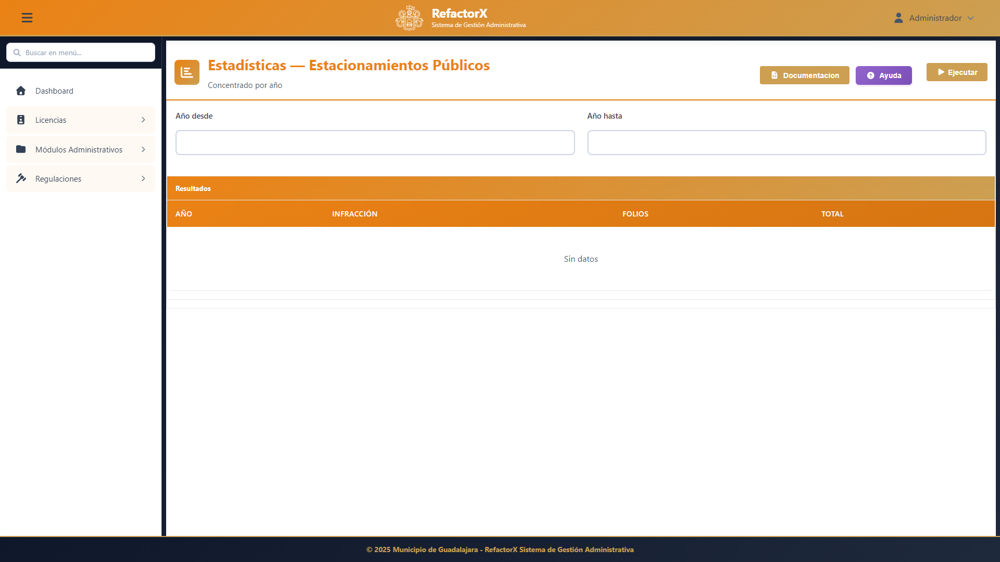 RefactorX
Sistema de Gestión Administrativa
Administrador
Buscar en menú...
Dashboard
Licencias
Módulos Administrativos
Regulaciones
Estadísticas — Estacionamientos Públicos
Concentrado por año
Documentacion
Ayuda
Ejecutar
Año desde
Año hasta
Resultados
AÑO INFRACCIÓN FOLIOS TOTAL
Sin datos
© 2025 Municipio de Guadalajara - RefactorX Sistema de Gestión Administrativa